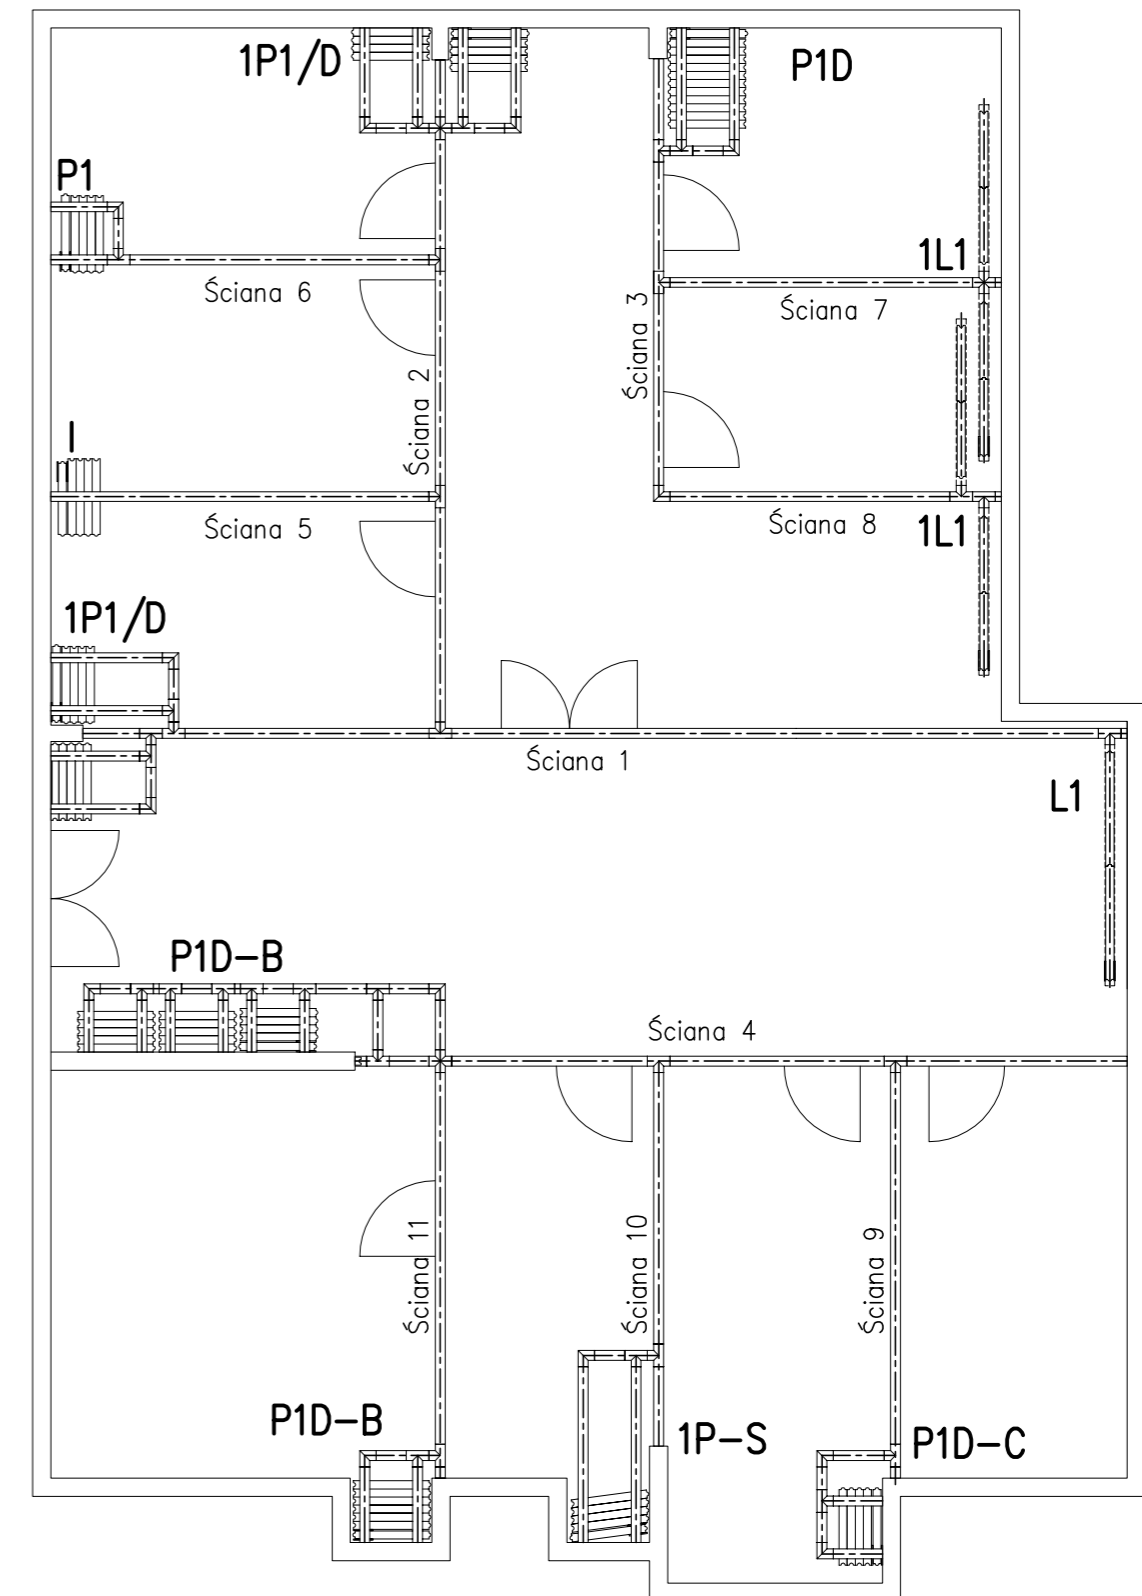 1P1/D
P1D
P1
1L1
Ściana 6
Ściana 7
Ściana 3
Ściana 2
I
Ściana 5
Ściana 8
1L1
1P1/D
Ściana 1
L1
P1D-B
Ściana 4
Ściana 11
Ściana 10
Ściana 9
P1D-B
1P-S
P1D-C